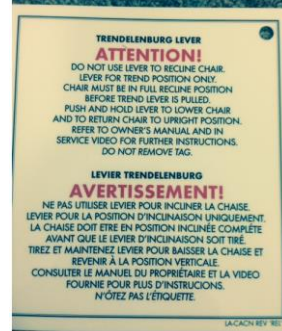 TRENDELENBURG LEVER
ATTENTION!
DO NOT USE LEVER TO RECLINE CHAIR.
LEVER FOR TREND POSITION ONLY.
CHAIR MUST BE IN FULL RECLINE POSITION
BEFORE TREND LEVER IS PULLED.
PUSH AND HOLD LEVER TO LOWER CHAIR
AND TO RETURN CHAIR TO UPRIGHT POSITION.
REFER TO OWNER'S MANUAL AND IN
SERVICE VIDEO FOR FURTHER INSTRUCTIONS.
DO NOT REMOVE TAG.
LEVIER TRENDELENBURG
AVERTISSEMENT!
NE PAS UTILISER LEVIER POUR INCLINER LA CHAISE.
LEVIER POUR LA POSITION D'INCLINAISON UNIQUEMENT.
LA CHAISE DOIT ETRE EN POSITION INCLINÉE COMPLÈTE
AVANT QUE LE LEVIER D'INCLINAISON SOIT TIRÉ.
TIREZ ET MAINTENEZ LEVIER POUR BAISSER LA CHAISE ET
REVENIR À LA POSITION VERTICALE.
CONSULTER LE MANUEL DU PROPRIÉTAIRE ET LA VIDEO
FOURNIE POUR PLUS D'INSTRUCIONS.
N'ÔTEZ PAS L'ÉTIQUETTE.
LA-CACN REV